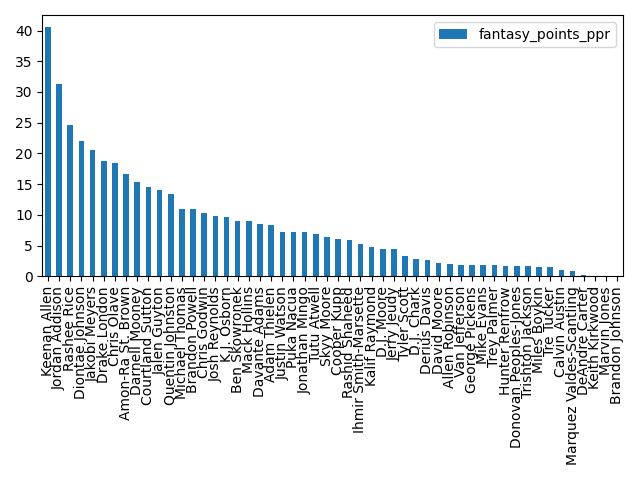 fantasy_points_ppr
40
35
30
25
20
15
10
5
0
Keenan Allen
Jordan Addison
Rashee Rice
Diontae Johnson
Jakobi Meyers
Drake London
Chris Olave
Amon-Ra St. Brown
Darnell Mooney
Courtland Sutton
Jalen Guyton
Quentin Johnston
Michael Thomas
Brandon Powell
Chris Godwin
Josh Reynolds
K.J. Osborn
Ben Skowronek
Mack Hollins
Davante Adams
Adam Thielen
Justin Watson
Puka Nacua
Jonathan Mingo
Tutu Atwell
Skyy Moore
Cooper Kupp
Rashid Shaheed
Ihmir Smith-Marsette
Kalif Raymond
D.J. Moore
Jerry Jeudy
Tyler Scott
D.J. Chark
Derius Davis
David Moore
Allen Robinson
Van Jefferson
George Pickens
Mike Evans
Trey Palmer
Hunter Renfrow
Donovan Peoples-Jones
Trishton Jackson
Miles Boykin
Tre Tucker
Calvin Austin
Marquez Valdes-Scantling
DeAndre Carter
Keith Kirkwood
Marvin Jones
Brandon Johnson